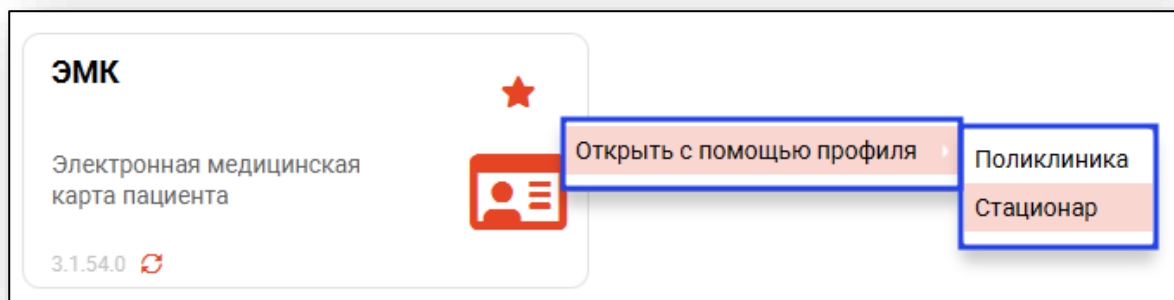 ЭМК
Электронная медицинская
карта пациента
3.1.54.0
Открыть с помощью профиля
Поликлиника
Стационар